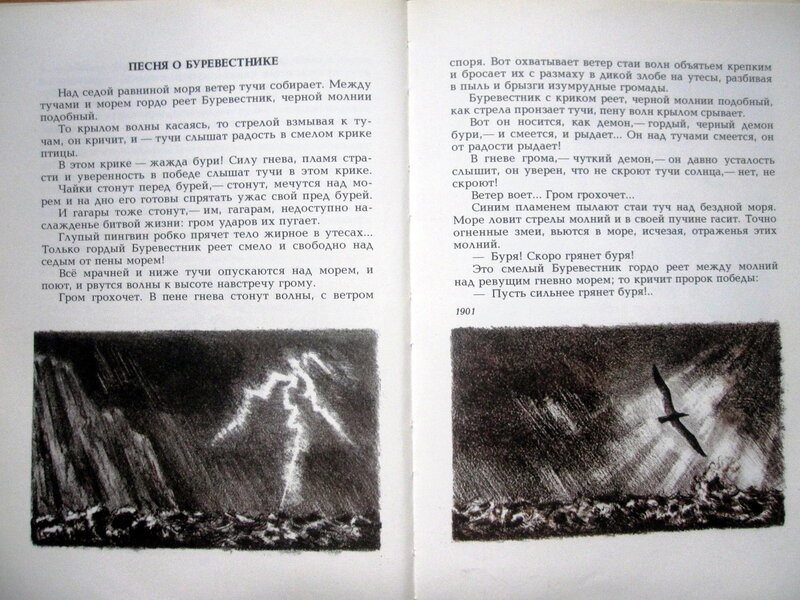 ПЕСНЯ О БУРЕВЕСТНИКЕ
Над седой равниной моря ветер тучи собирает. Между
тучами и морем гордо реет Буревестник, черной молнии
подобный.
То крылом волны касаясь, то стрелой взмывая к ту-
чам, он кричит, и — тучи слышат радость в смелом крике
птицы.
В этом крике — жажда бури! Силу гнева, пламя стра-
сти и уверенность в победе слышат тучи в этом крике.
Чайки стонут перед бурей,— стонут, мечутся над мо-
рем и на дно его готовы спрятать ужас свой пред бурей.
И гагары тоже стонут,— им, гагарам, недоступно на-
слажденье битвой жизни: гром ударов их пугает.
Глупый пингвин робко прячет тело жирное в утесах...
Только гордый Буревестник реет смело и свободно над
седым от пены морем!
Всё мрачней и ниже тучи опускаются над морем, и
поют, и рвутся волны к высоте навстречу грому.
Гром грохочет. В пене гнева стонут волны, с ветром
споря. Вот охватывает ветер стаи волн объятьем крепким
и бросает их с размаху в дикой злобе на утесы, разбивая
в пыль и брызги изумрудные громады.
Буревестник с криком реет, черной молнии подобный,
как стрела пронзает тучи, пену волн крылом срывает.
Вот он носится, как демон,— гордый, черный демон
бури,— и смеется, и рыдает... Он над тучами смеется, он
от радости рыдает!
В гневе грома,— чуткий демон,— он давно усталость
слышит, он уверен, что не скроют тучи солнца,— нет, не
скроют!
Ветер воет... Гром грохочет...
Синим пламенем пылают стаи туч над бездной моря.
Море ловит стрелы молний и в своей пучине гасит. Точно
огненные змеи, вьются в море, исчезая, отраженья этих
молний.
— Буря! Скоро грянет буря!
Это смелый Буревестник гордо реет между молний
над ревущим гневно морем; то кричит пророк победы:
— Пусть сильнее грянет буря!..
1901